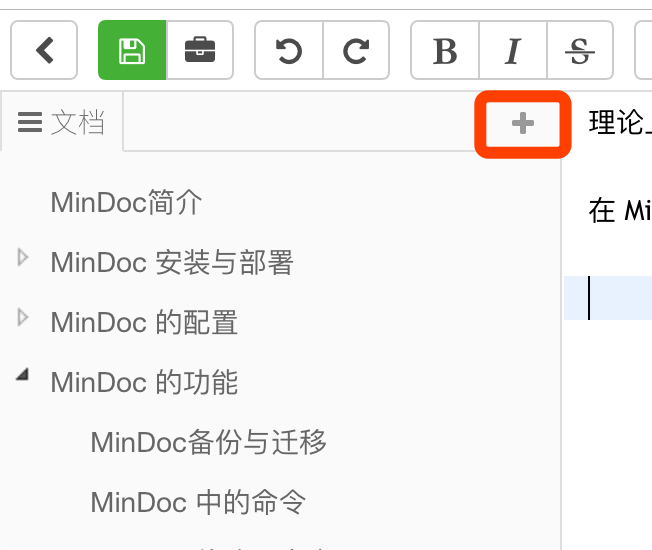 B I S
文档
理论
MinDoc简介
在 Mi
MinDoc 安装与部署
MinDoc 的配置
MinDoc 的功能
MinDoc备份与迁移
MinDoc 中的命令